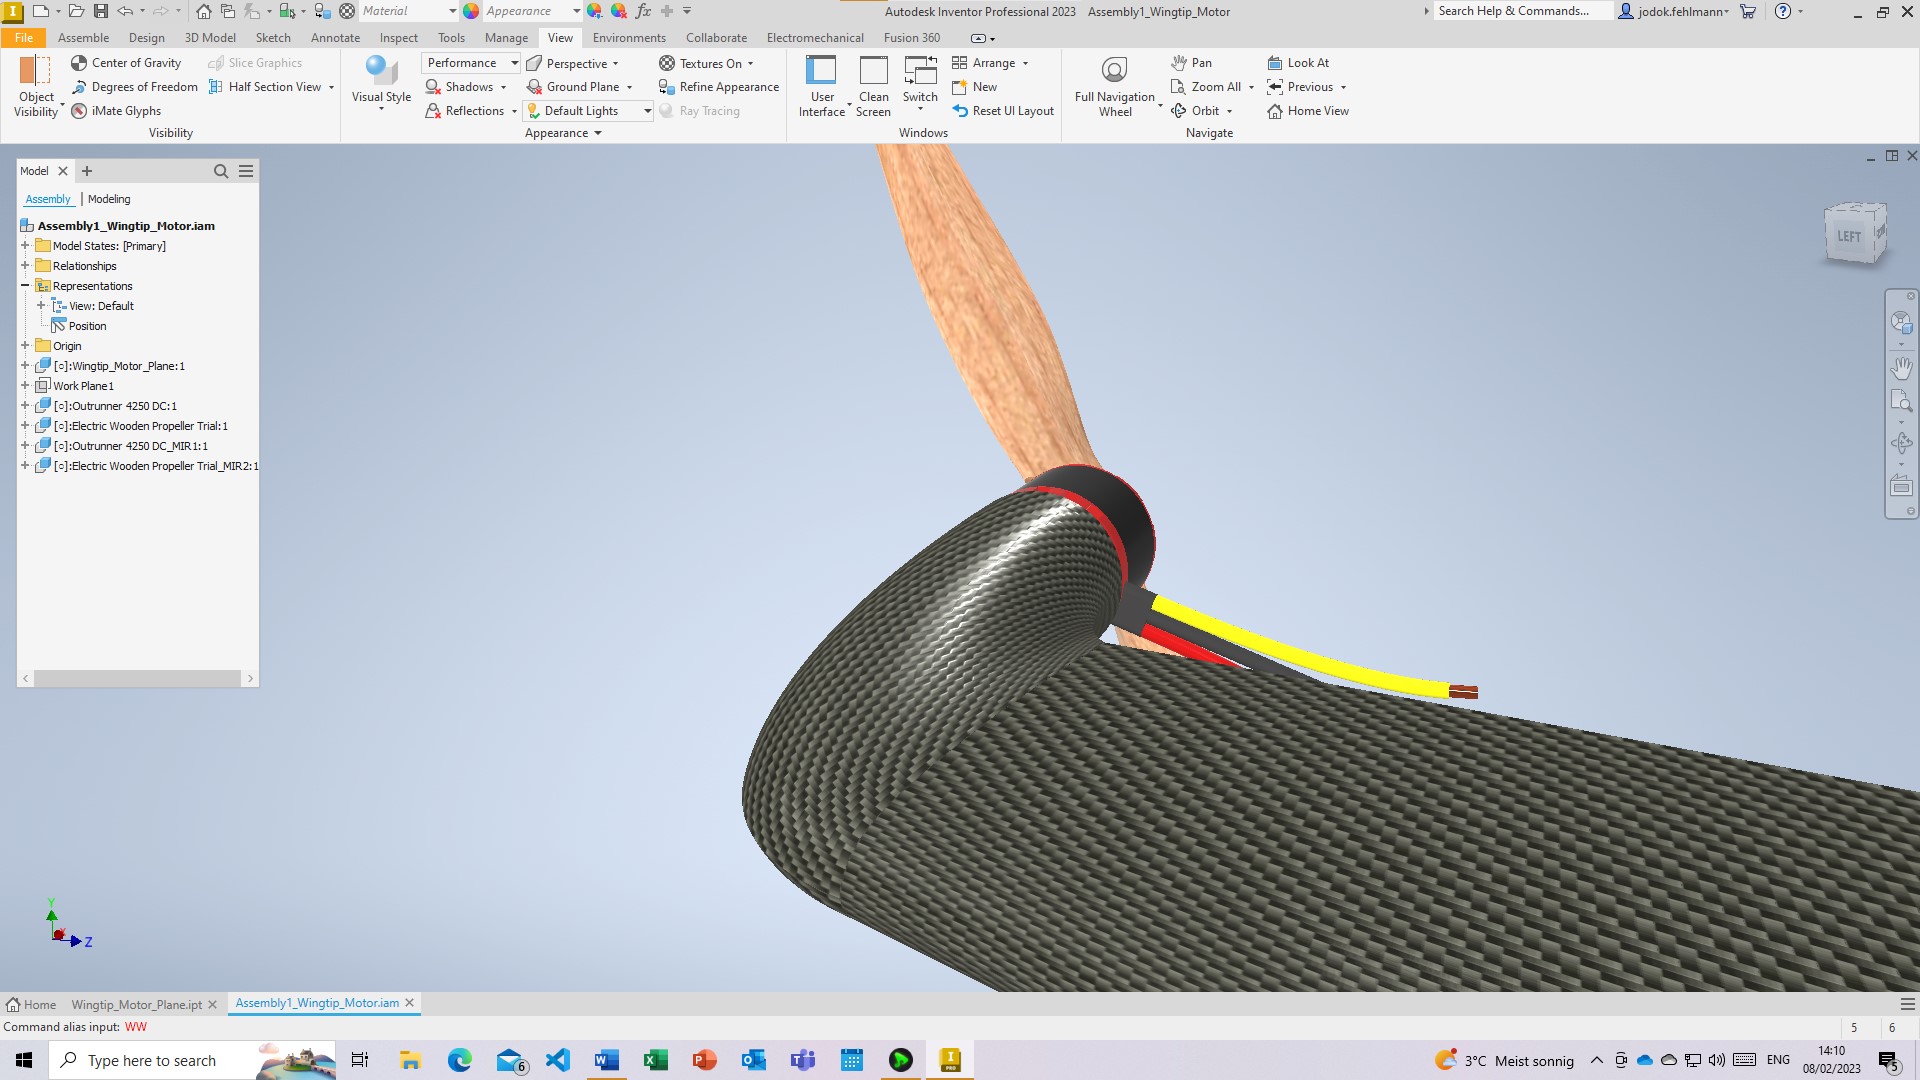 Material
Appearance
Autodesk Inventor Professional 2023 Assembly1_Wingtip_Motor
Search Help & Commands...
jodok.fehlmann
File Assemble Design 3D Model Sketch Annotate Inspect Tools Manage View Environments Collaborate Electromechanical Fusion 360
Object Visibility
Center of Gravity
Degrees of Freedom
iMate Glyphs
Slice Graphics
Half Section View
Visibility
Visual Style
Performance
Shadows
Reflections
Perspective
Ground Plane
Default Lights
Textures On
Refine Appearance
Ray Tracing
Appearance
User Interface
Clean Screen
Switch
Arrange
New
Reset UI Layout
Windows
Full Navigation Wheel
Pan
Zoom All
Orbit
Look At
Previous
Home View
Navigate
Model
Assembly | Modeling
Assembly1_Wingtip_Motor.iam
Model States: [Primary]
Relationships
Representations
View: Default
Position
Origin
[○]:Wingtip_Motor_Plane:1
Work Plane1
[○]:Outrunner 4250 DC:1
[○]:Electric Wooden Propeller Trial:1
[○]:Outrunner 4250 DC_MIR1:1
[○]:Electric Wooden Propeller Trial_MIR2:1
LEFT
Y
Z
Home Wingtip_Motor_Plane.ipt Assembly1_Wingtip_Motor.iam
Command alias input: WW
5 6
Type here to search
6
3°C Meist sonnig
ENG
14:10
08/02/2023
5